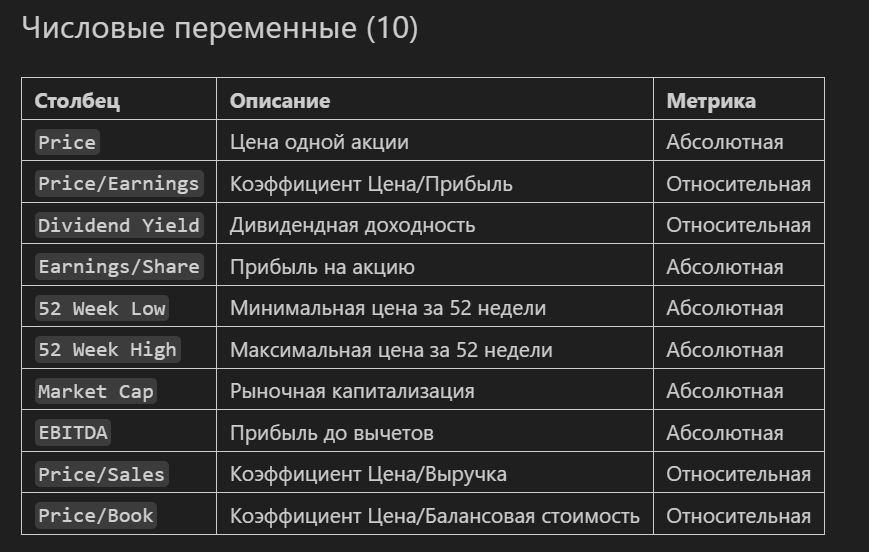 Числовые переменные (10)
Столбец Описание Метрика
Price Цена одной акции Абсолютная
Price/Earnings Коэффициент Цена/Прибыль Относительная
Dividend Yield Дивидендная доходность Относительная
Earnings/Share Прибыль на акцию Абсолютная
52 Week Low Минимальная цена за 52 недели Абсолютная
52 Week High Максимальная цена за 52 недели Абсолютная
Market Cap Рыночная капитализация Абсолютная
EBITDA Прибыль до вычетов Абсолютная
Price/Sales Коэффициент Цена/Выручка Относительная
Price/Book Коэффициент Цена/Балансовая стоимость Относительная